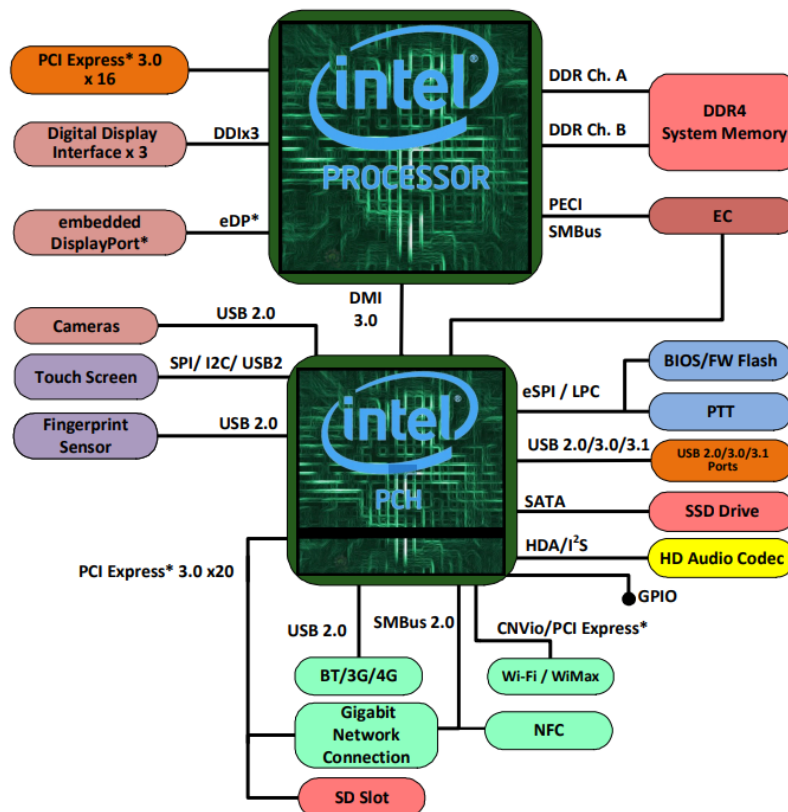 PCI Express* 3.0
x 16
intel®
PROCESSOR
DDR Ch. A
DDR4
System Memory
DDR Ch. B
Digital Display
Interface x 3
DDIx3
embedded
DisplayPort*
eDP*
PECI
SMBus
EC
DMI
3.0
Cameras
USB 2.0
Touch Screen
SPI/ I2C/ USB2
Fingerprint
Sensor
USB 2.0
intel®
PCH
eSPI / LPC
BIOS/FW Flash
PTT
USB 2.0/3.0/3.1
USB 2.0/3.0/3.1
Ports
SATA
SSD Drive
HDA/I²S
HD Audio Codec
GPIO
PCI Express* 3.0 x20
USB 2.0
SMBus 2.0
CNVio/PCI Express*
BT/3G/4G
Wi-Fi / WiMax
Gigabit
Network
Connection
NFC
SD Slot